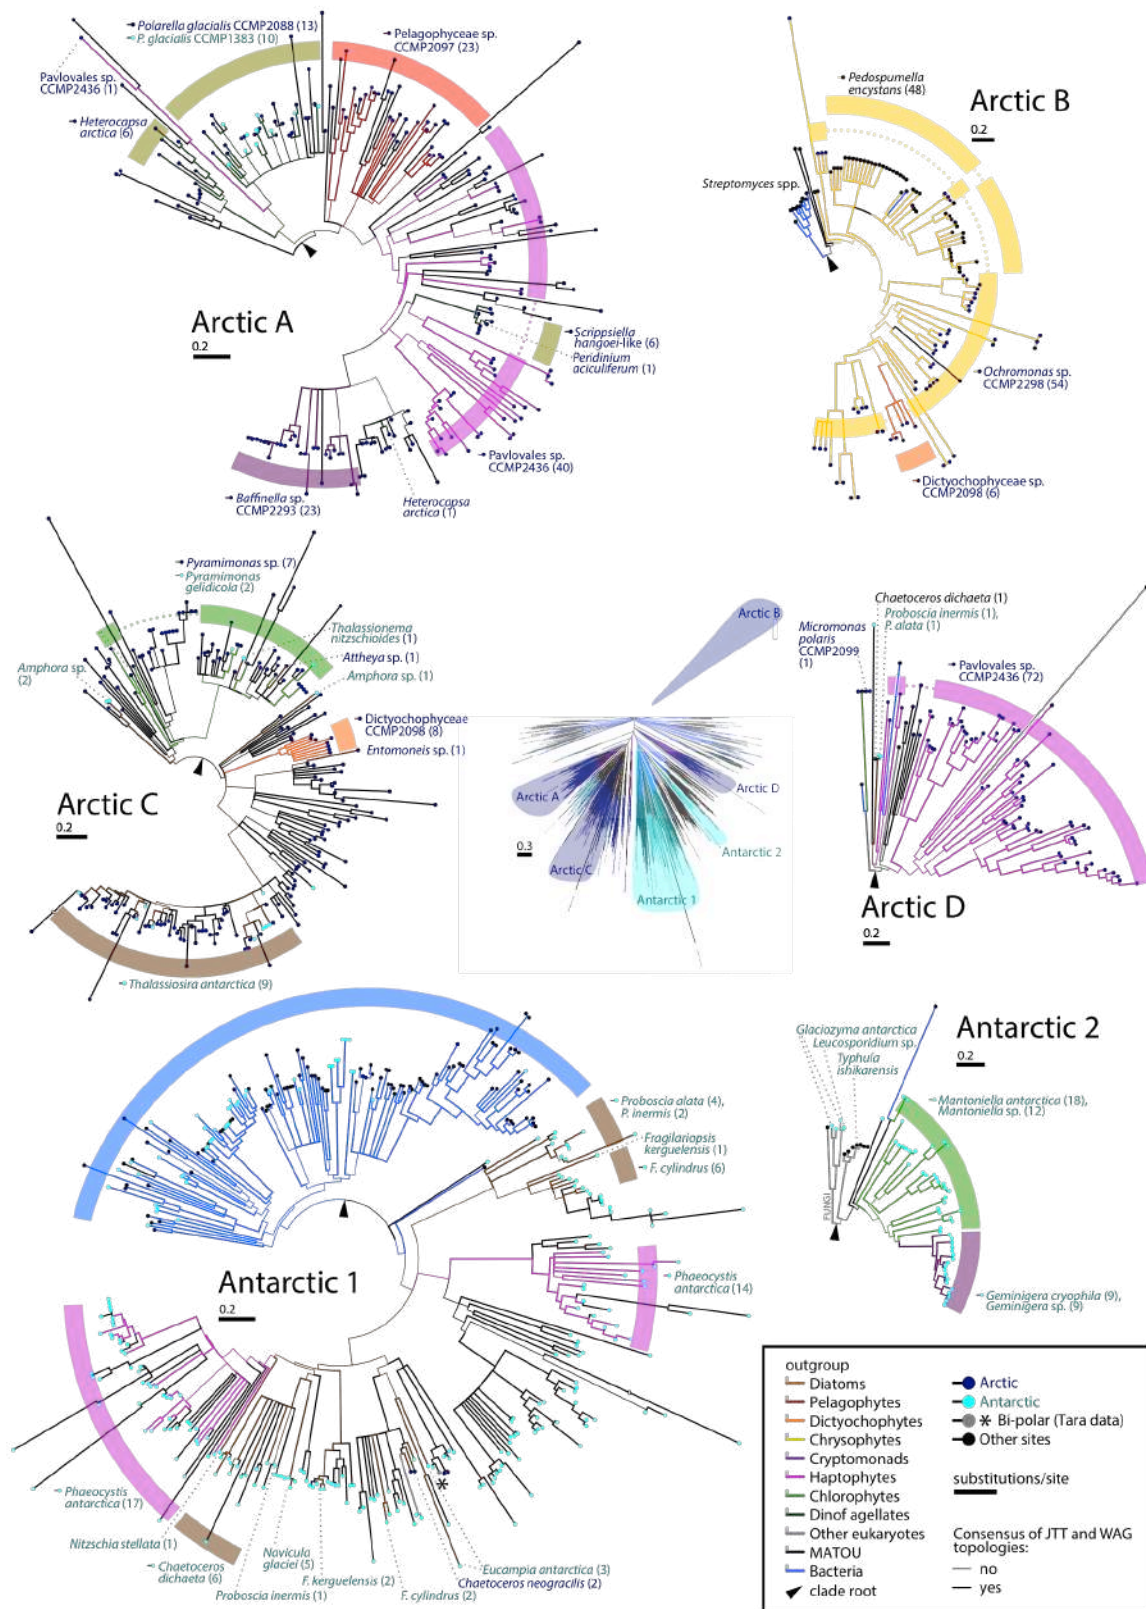 Polarella glacialis CCMP2088 (13)
P. glacialis CCMP1383 (10)
Pelagophyceae sp.
CCMP2097 (23)
Pavlovales sp.
CCMP2436 (1)
Heterocapsa
arctica (6)
Arctic A
0.2
Scrippsiella
hangoei-like (6)
Peridinium
aciculiferum (1)
Pavlovales sp.
CCMP2436 (40)
Baffinella sp.
CCMP2293 (23)
Heterocapsa
arctica (1)
Pedospumella
encystans (48)
Arctic B
0.2
Streptomyces spp.
Ochromonas sp.
CCMP2298 (54)
Dictyochophyceae sp.
CCMP2098 (6)
Pyramimonas sp. (7)
Pyramimonas
gelidicola (2)
Thalassionema
nitzschioides (1)
Attheya sp. (1)
Amphora sp. (1)
Amphora sp.
(2)
Dictyochophyceae
CCMP2098 (8)
Entomoneis sp. (1)
Arctic C
0.2
Thalassiosira antarctica (9)
Arctic B
Arctic A
Arctic D
0.3
Arctic C
Antarctic 2
Antarctic 1
Chaetoceros dichaeta (1)
Proboscia inermis (1),
P. alata (1)
Micromonas
polaris
CCMP2099
(1)
Pavlovales sp.
CCMP2436 (72)
Arctic D
0.2
Proboscia alata (4),
P. inermis (2)
Fragilariopsis
kerguelensis (1)
F. cylindrus (6)
Antarctic 1
0.2
Phaeocystis
antarctica (14)
Phaeocystis
antarctica (17)
Nitzschia stellata (1)
Chaetoceros
dichaeta (6)
Proboscia inermis (1)
Navicula
glaciei (5)
F. kerguelensis (2)
F. cylindrus (2)
Eucampia antarctica (3)
Chaetoceros neogracilis (2)
*
Glaciozyma antarctica
Leucosporidium sp.
Typhula
ishikarensis
Antarctic 2
0.2
Mantoniella antarctica (18),
Mantoniella sp. (12)
FUNGI
Geminigera cryophila (9),
Geminigera sp. (9)
outgroup
Diatoms
Pelagophytes
Dictyochophytes
Chrysophytes
Cryptomonads
Haptophytes
Chlorophytes
Dinof agellates
Other eukaryotes
MATOU
Bacteria
clade root
Arctic
Antarctic
* Bi-polar (Tara data)
Other sites
substitutions/site
Consensus of JTT and WAG
topologies:
no
yes